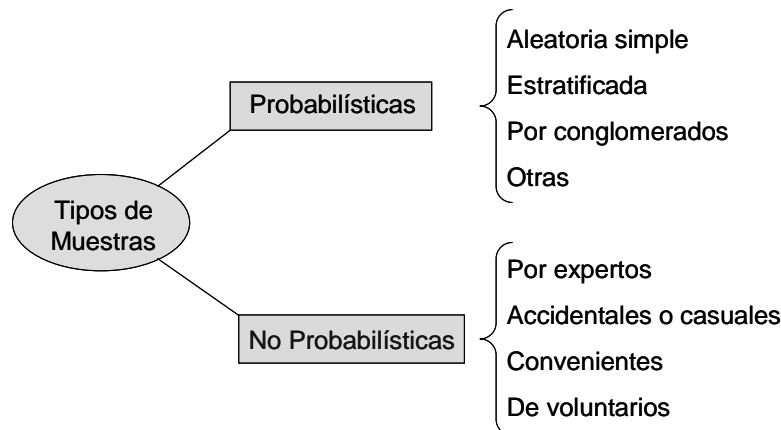 Tipos de
Muestras
Probabilísticas
Aleatoria simple
Estratificada
Por conglomerados
Otras
No Probabilísticas
Por expertos
Accidentales o casuales
Convenientes
De voluntarios